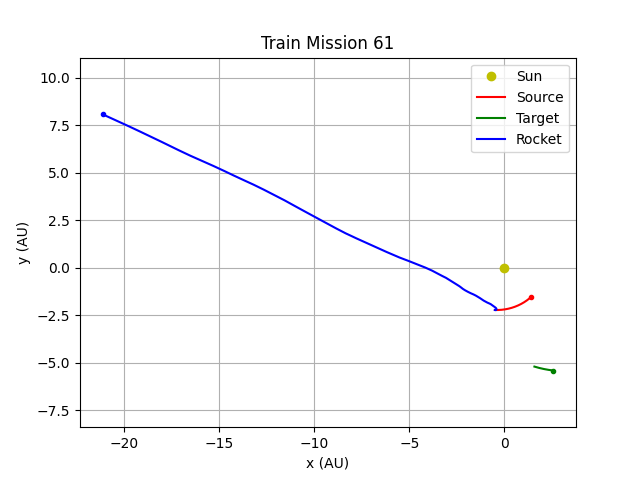 Train Mission 61
Sun
Source
Target
Rocket
10.0
7.5
5.0
2.5
0.0
−2.5
−5.0
−7.5
y (AU)
−20
−15
−10
−5
0
x (AU)